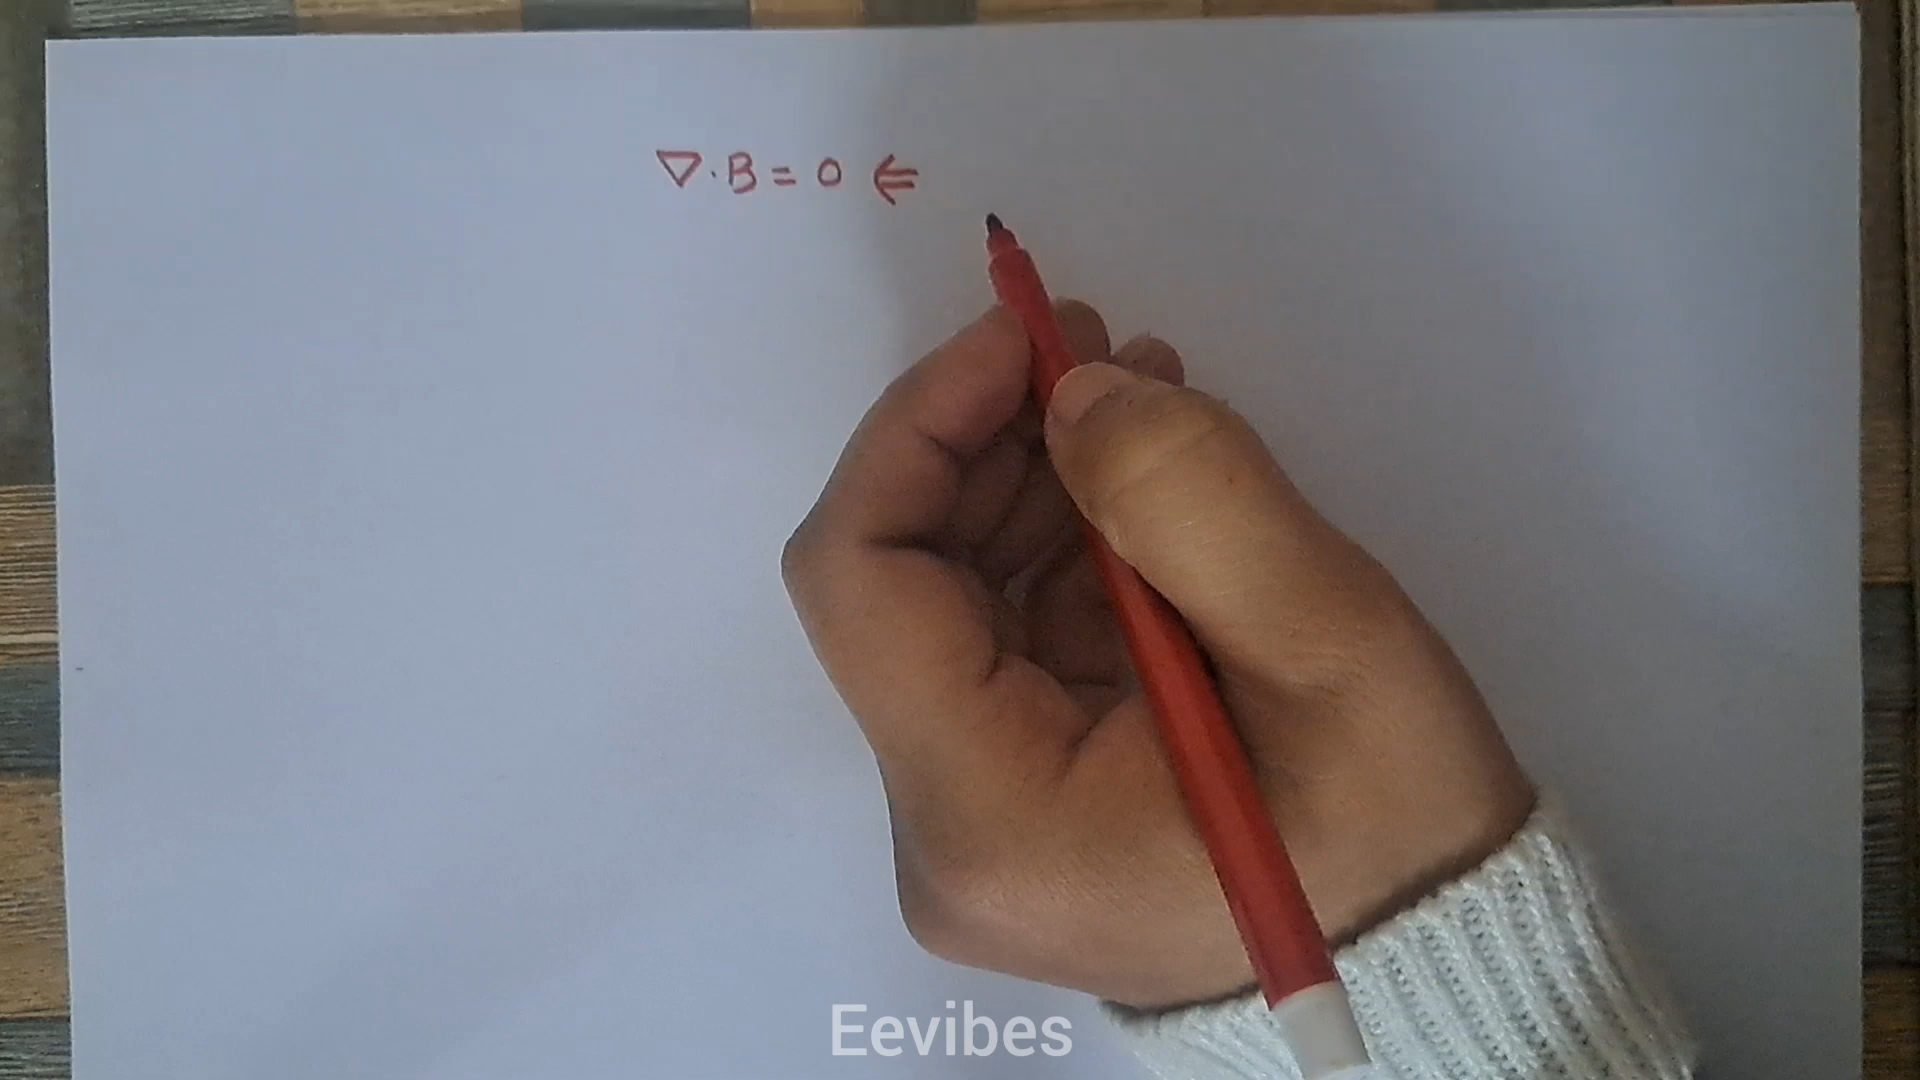 ∇·B = 0 ⇐
Eevibes